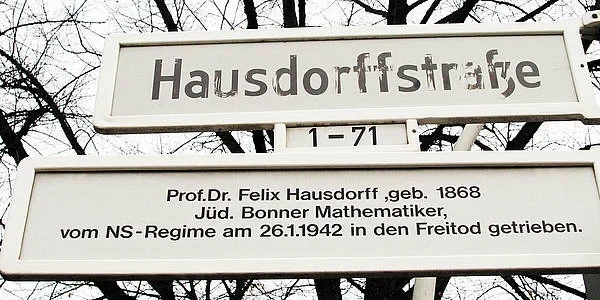 Hausdorffstraße
1-71
Prof.Dr. Felix Hausdorff ,geb. 1868
Jüd. Bonner Mathematiker,
vom NS-Regime am 26.1.1942 in den Freitod getrieben.